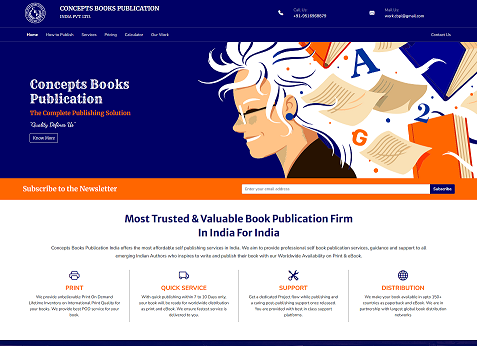 CONCEPTS BOOKS PUBLICATION
INDIA PVT LTD.
Call Us:
Mail Us:
Home
How to Publish
Services
Pricing
Calculator
Our Work
Contact Us
Concepts Books
Publication
The Complete Publishing Solution
"Quality Defines Us"
Know More
A
2
G
Subscribe to the Newsletter
Enter your email address
Subscribe
Most Trusted & Valuable Book Publication Firm
In India For India
Concepts Books Publication India offers the most affordable self publishing services in India. We aim to provide professional self book publication services, guidance and support to all
emerging Indian Authors who inspires to write and publish their book with our Worldwide Availability on Print & eBook.
PRINT
We provide unbelievable Print On Demand
Lifetime Inventory on International Print Quality for
your books. We provide best POD service for your
book.
QUICK SERVICE
With quick publishing within 7 to 10 Days only,
your book will be ready for worldwide distribution
as print and eBook. We ensure fastest service is
delivered to you.
SUPPORT
Get a dedicated Project Now while publishing and
a caring post publishing support once released.
You are provided with best in class support
platforms.
DISTRIBUTION
We make your book available in upto 150+
countries as paperback and eBook. We are in
partnership with largest global book distribution
networks